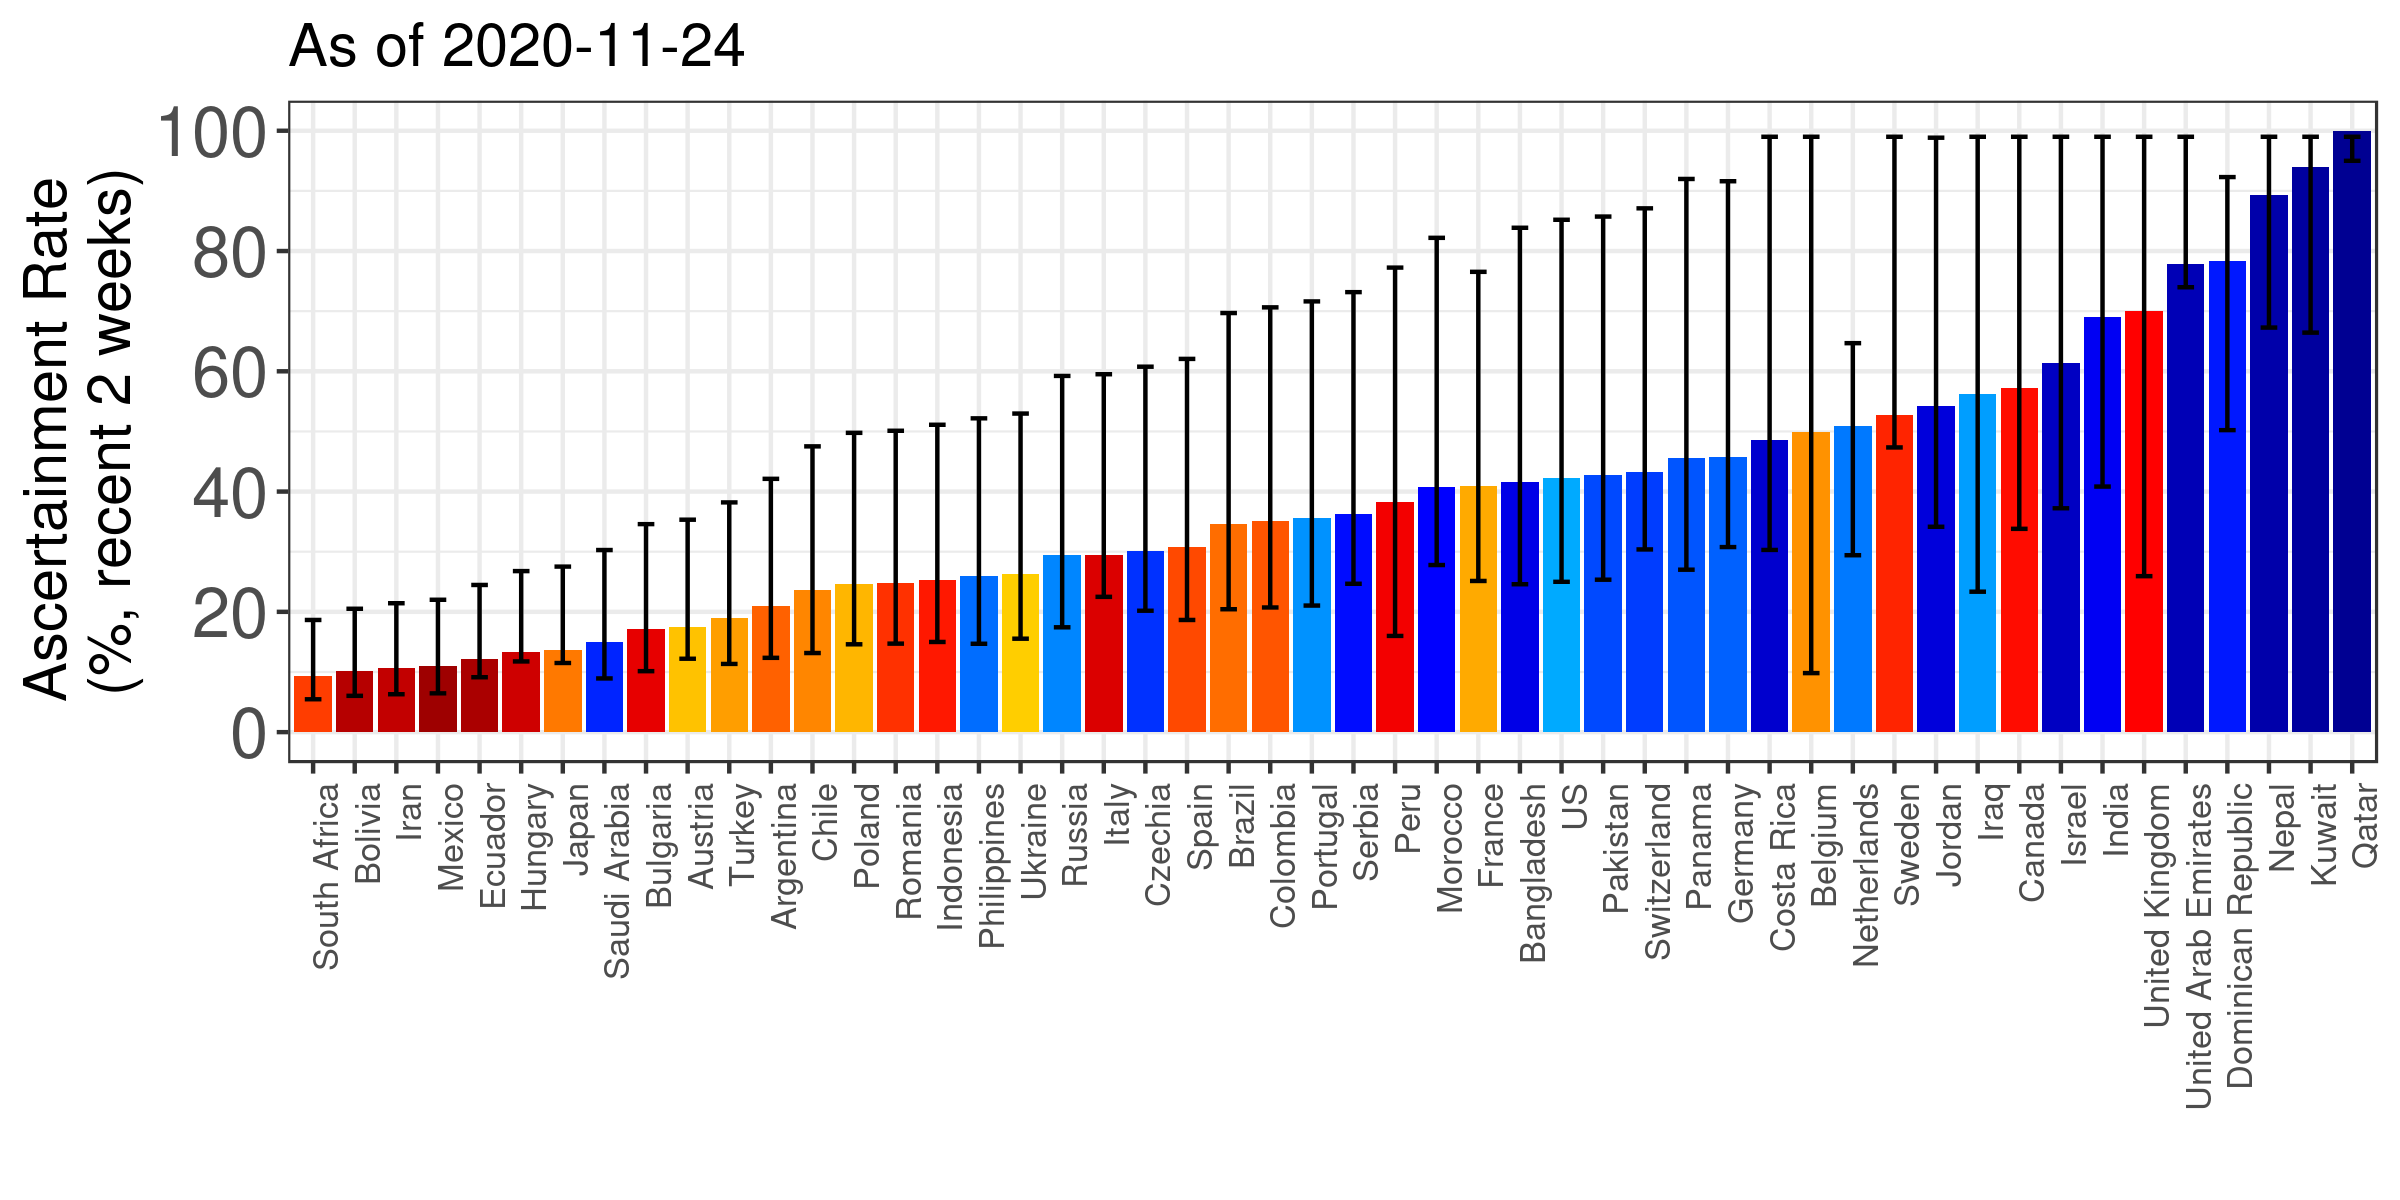 As of 2020-11-24
Ascertainment Rate
(%, recent 2 weeks)
100
80
60
40
20
0
South Africa
Bolivia
Iran
Mexico
Ecuador
Hungary
Japan
Saudi Arabia
Bulgaria
Austria
Turkey
Argentina
Chile
Poland
Romania
Indonesia
Philippines
Ukraine
Russia
Italy
Czechia
Spain
Brazil
Colombia
Portugal
Serbia
Peru
Morocco
France
Bangladesh
US
Pakistan
Switzerland
Panama
Germany
Costa Rica
Belgium
Netherlands
Sweden
Jordan
Iraq
Canada
Israel
India
United Kingdom
United Arab Emirates
Dominican Republic
Nepal
Kuwait
Qatar